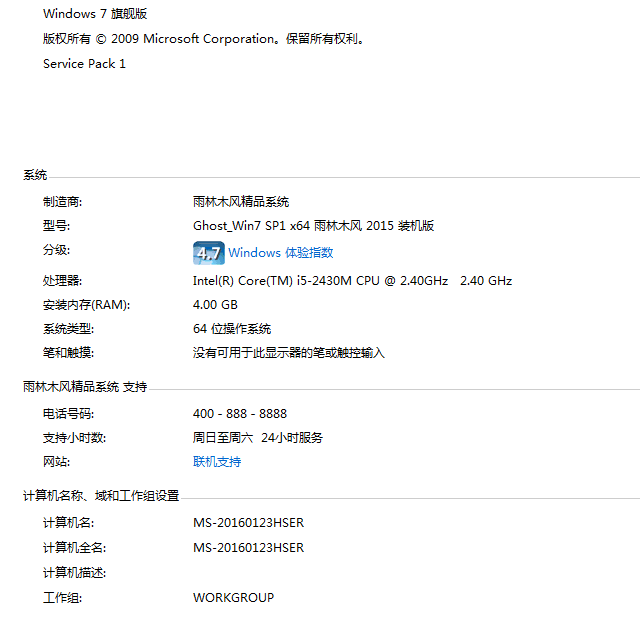 Windows 7 旗舰版
版权所有 © 2009 Microsoft Corporation。保留所有权利。
Service Pack 1
系统
制造商: 雨林木风精品系统
型号: Ghost_Win7 SP1 x64 雨林木风 2015 装机版
分级: 4.7 Windows 体验指数
处理器: Intel(R) Core(TM) i5-2430M CPU @ 2.40GHz 2.40 GHz
安装内存(RAM): 4.00 GB
系统类型: 64 位操作系统
笔和触摸: 没有可用于此显示器的笔或触控输入
雨林木风精品系统 支持
电话号码: 400 - 888 - 8888
支持小时数: 周日至周六 24小时服务
网站: 联机支持
计算机名称、域和工作组设置
计算机名: MS-20160123HSER
计算机全名: MS-20160123HSER
计算机描述:
工作组: WORKGROUP